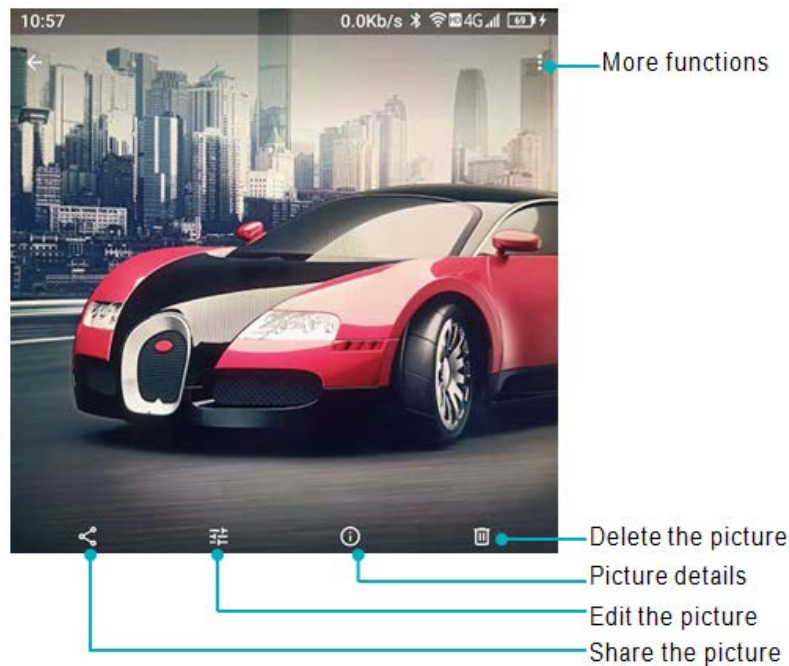 10:57
0.0Kb/s HD 4G 69
More functions
Delete the picture
Picture details
Edit the picture
Share the picture